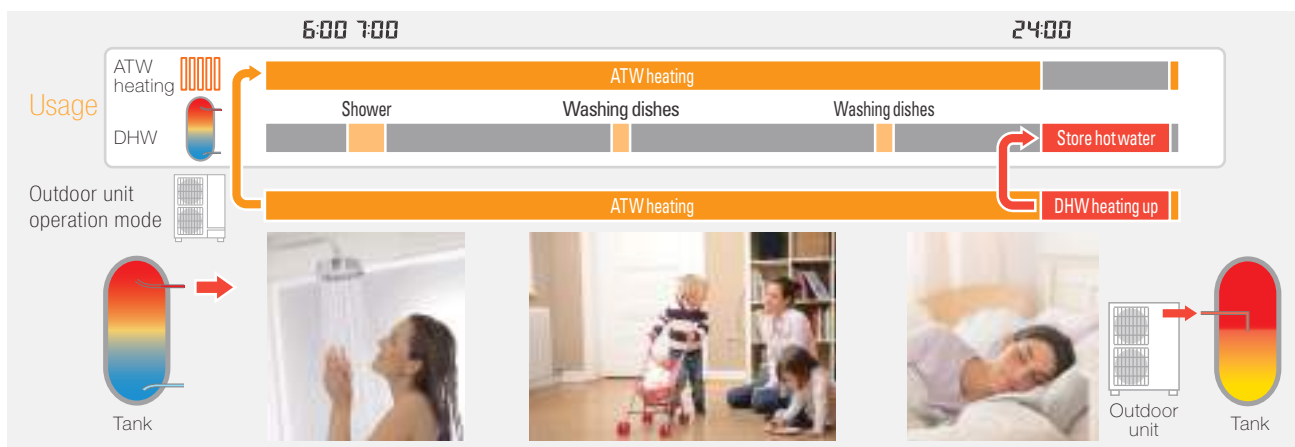 6:00 7:00 24:00
ATW
heating
ATW heating
Usage
Shower Washing dishes Washing dishes
DHW
Store hot water
Outdoor unit
operation mode
ATW heating DHW heating up
Tank
Outdoor
unit
Tank